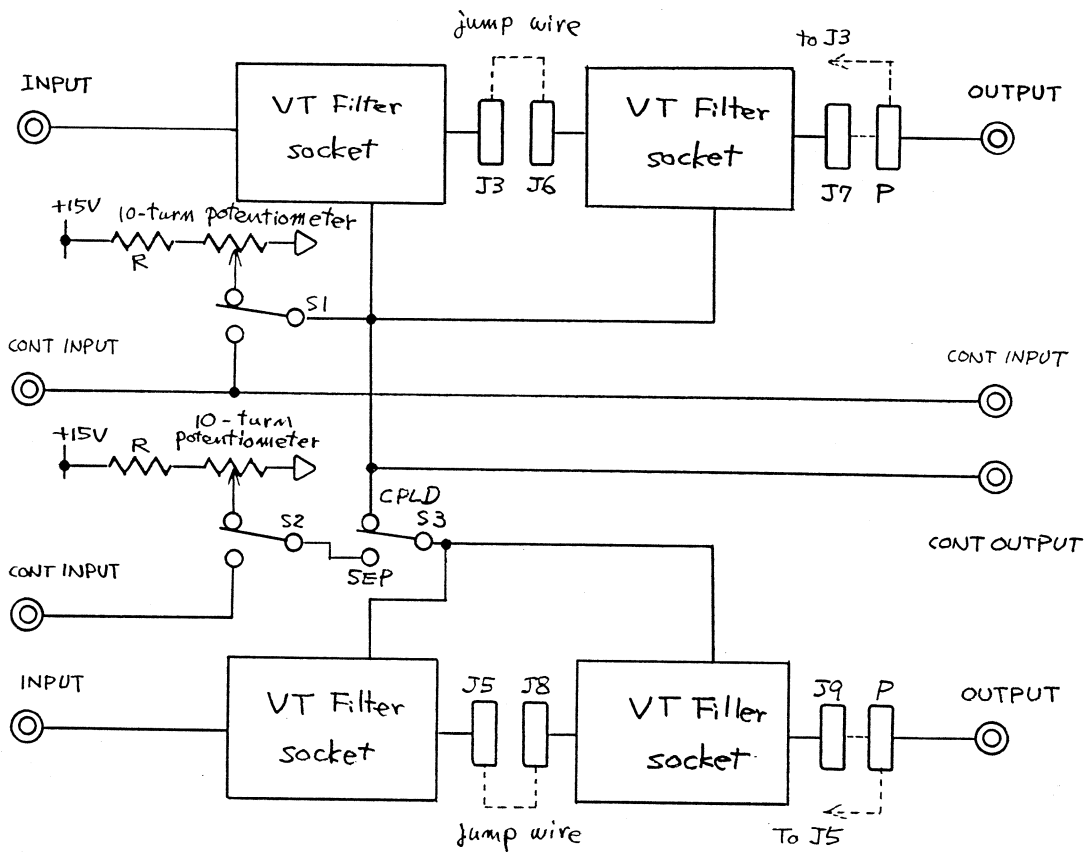 jump wire
to J3
INPUT
VT Filter
socket
VT Filter
socket
OUTPUT
J3
J6
J7
P
+15V
10-turn potentiometer
R
S1
CONT INPUT
CONT INPUT
10-turn
potentiometer
+15V
R
CPLD
S2
S3
SEP
CONT OUTPUT
CONT INPUT
INPUT
VT Filter
socket
J5
J8
VT Filler
socket
J9
P
OUTPUT
jump wire
To J5